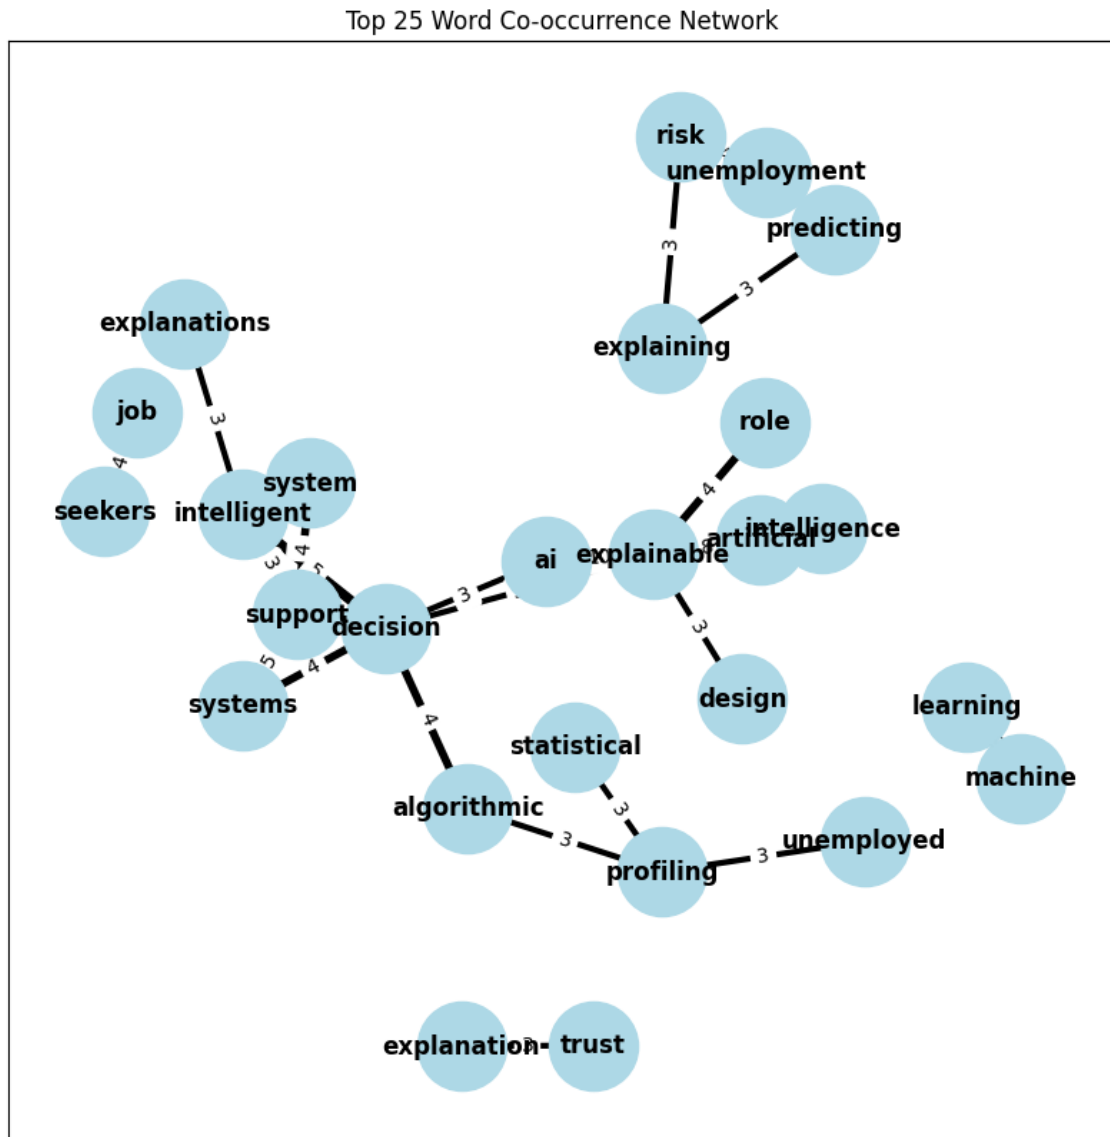 Top 25 Word Co-occurrence Network
risk
unemployment
predicting
3
3
explaining
explanations
job
3
role
4
4
seekers
system
intelligent
intelligence
artificial
explainable
ai
4
3
5
3
support
decision
3
5
4
systems
design
learning
4
statistical
machine
algorithmic
3
3
unemployed
3
profiling
explanation
3
trust